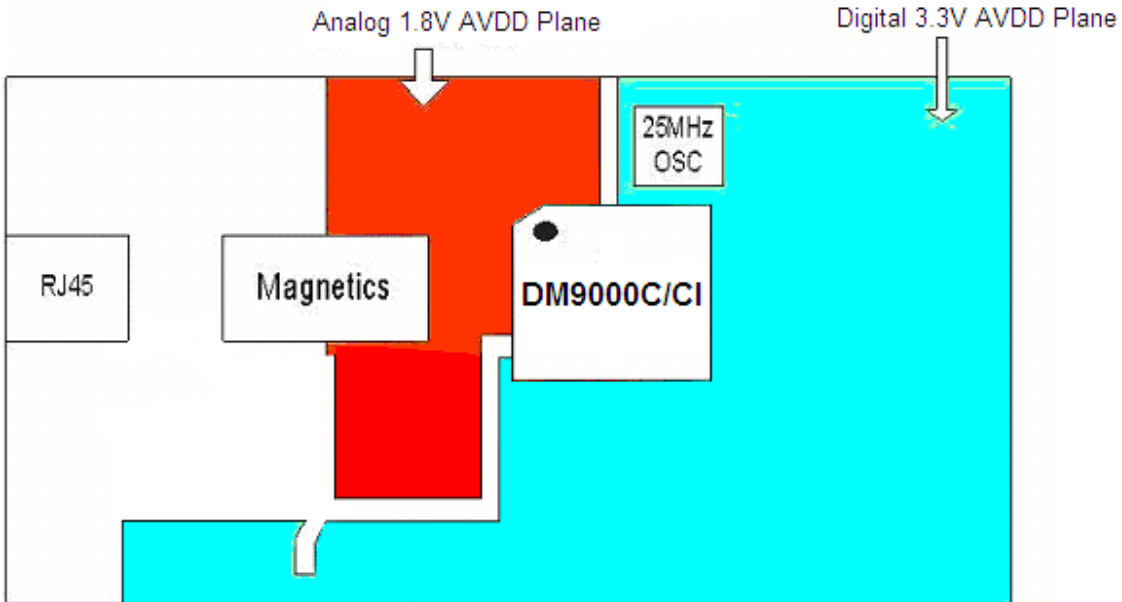 Analog 1.8V AVDD Plane
Digital 3.3V AVDD Plane
25MHz
OSC
RJ45
Magnetics
DM9000C/CI